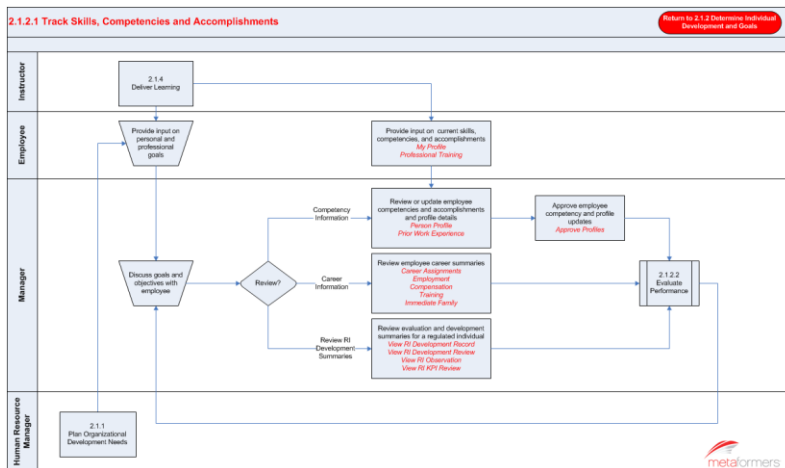 2.1.2.1 Track Skills, Competencies and Accomplishments
Return to 2.1.2 Determine Individual
Development and Goals
Instructor
2.1.4
Deliver Learning
Employee
Provide input on
personal and
professional
goals
Provide input on current skills,
competencies, and accomplishments
My Profile
Professional Training
Manager
Discuss goals and
objectives with
employee
Review?
Competency
Information
Career
Information
Review RI
Development
Summaries
Review or update employee
competencies and accomplishments
and profile details
Person Profile
Prior Work Experience
Approve employee
competency and profile
updates
Approve Profiles
Review employee career summaries
Career Assignments
Employment
Compensation
Training
Immediate Family
2.1.2.2
Evaluate
Performance
Review evaluation and development
summaries for a regulated individual
View RI Development Record
View RI Development Review
View RI Observation
View RI KPI Review
Human Resource
Manager
2.1.1
Plan Organizational
Development Needs
metaformers